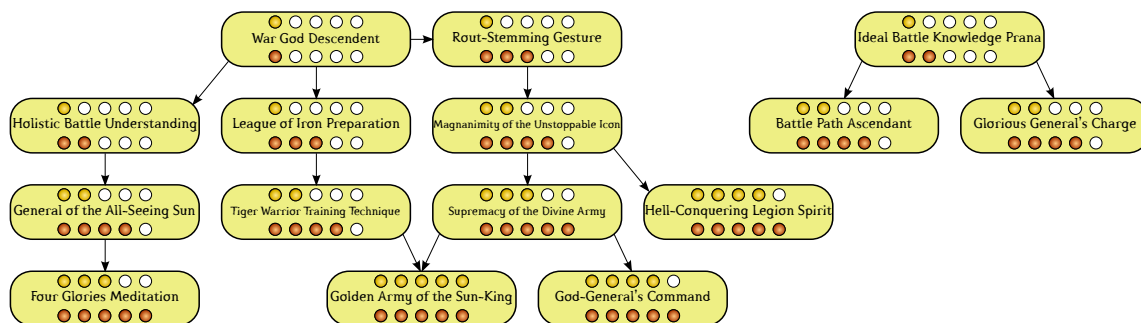 War God Descendent
Rout-Stemming Gesture
Ideal Battle Knowledge Prana
Holistic Battle Understanding
League of Iron Preparation
Magnanimity of the Unstoppable Icon
Battle Path Ascendant
Glorious General's Charge
General of the All-Seeing Sun
Tiger Warrior Training Technique
Supremacy of the Divine Army
Hell-Conquering Legion Spirit
Four Glories Meditation
Golden Army of the Sun-King
God-General's Command